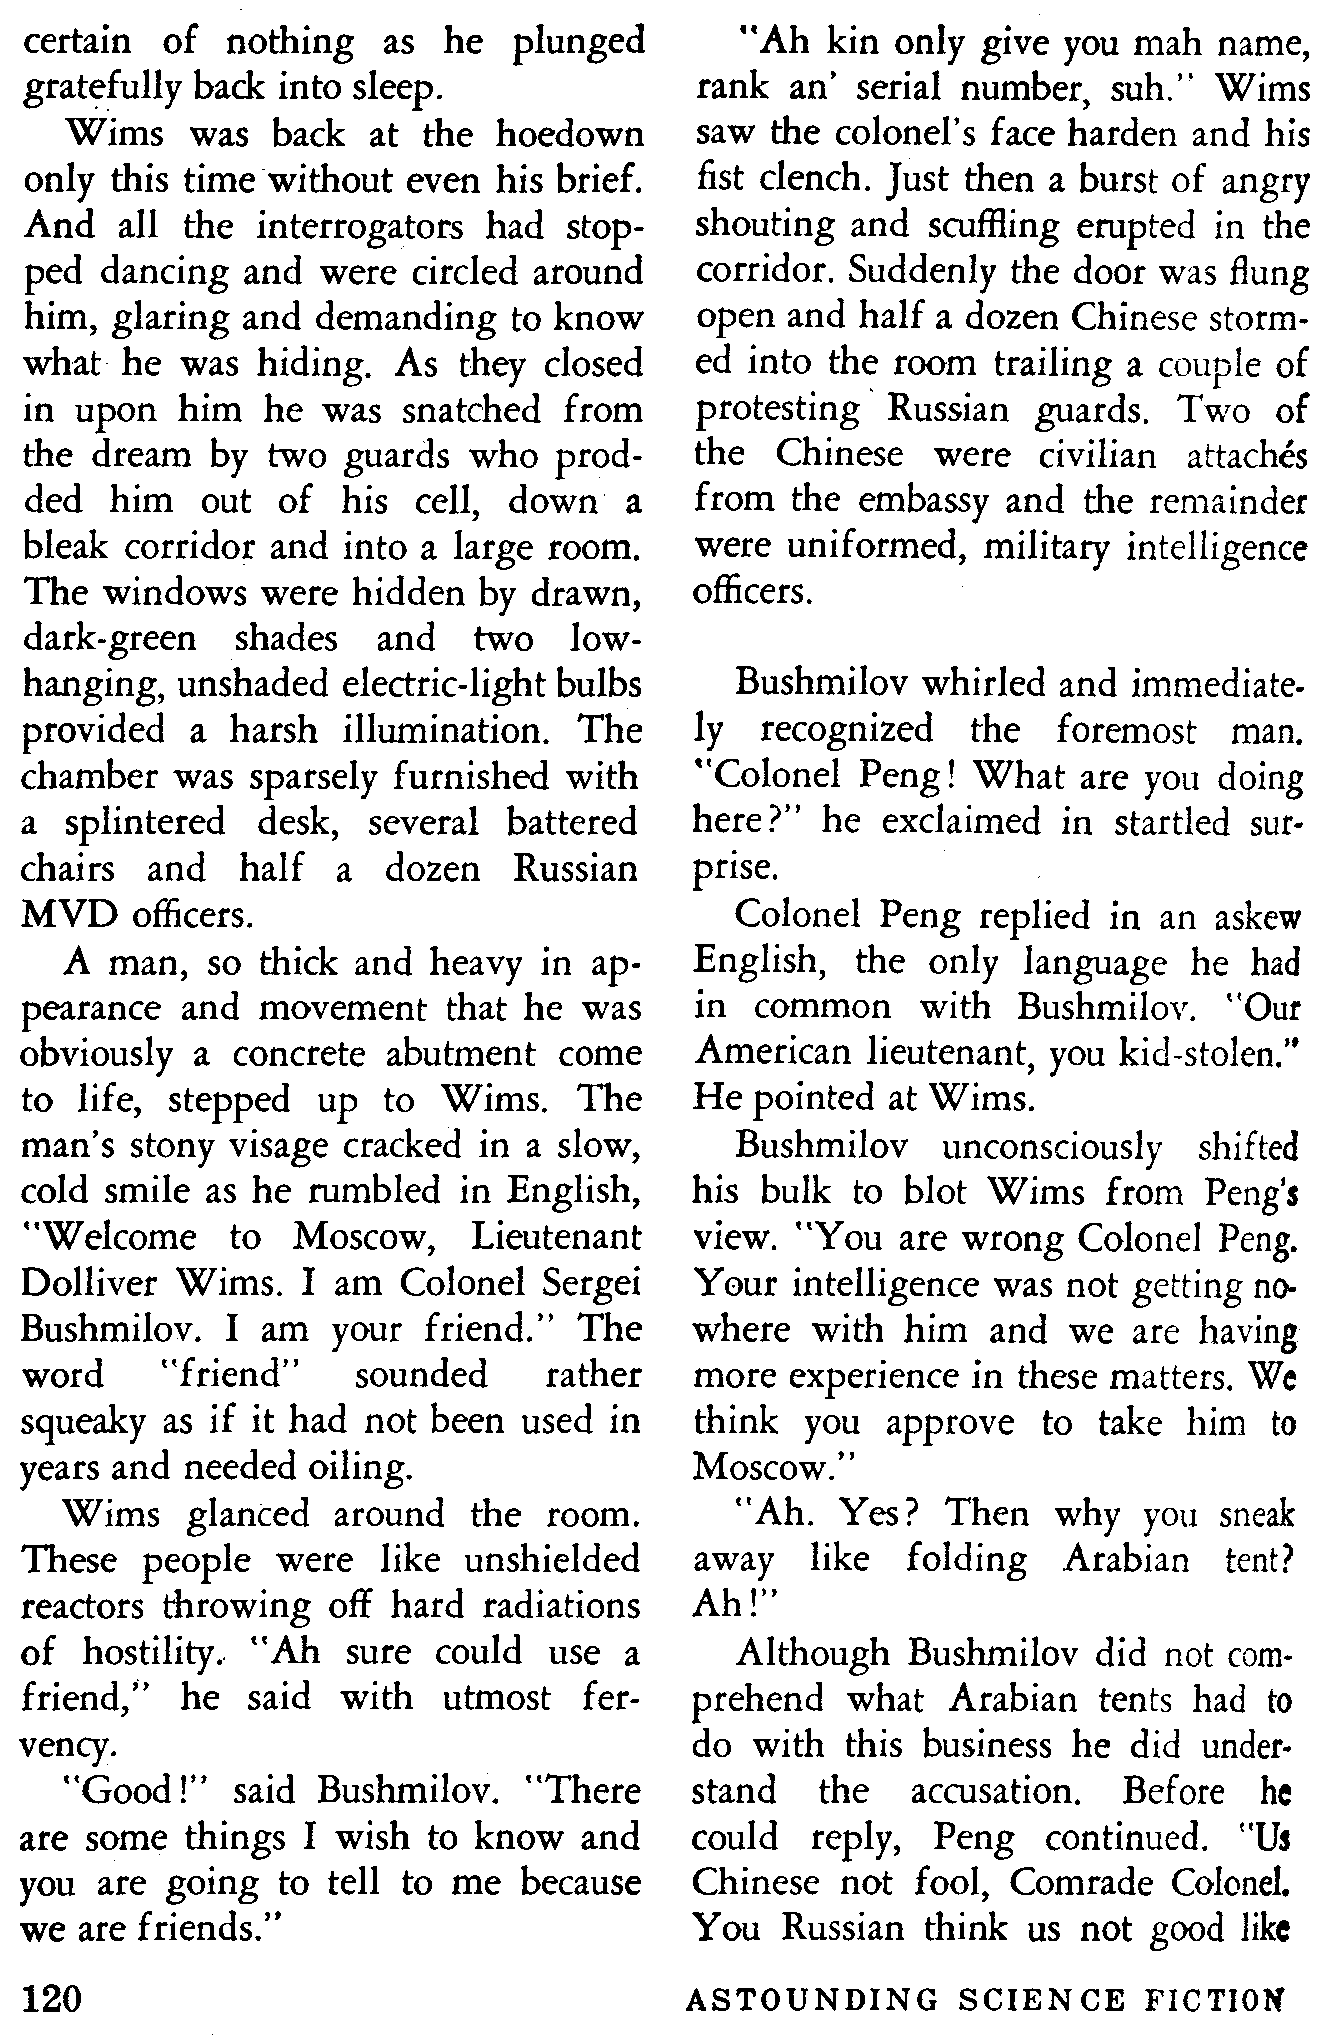 certain of nothing as he plunged
gratefully back into sleep.
Wims was back at the hoedown
only this time without even his brief.
And all the interrogators had stop-
ped dancing and were circled around
him, glaring and demanding to know
what he was hiding. As they closed
in upon him he was snatched from
the dream by two guards who prod-
ded him out of his cell, down a
bleak corridor and into a large room.
The windows were hidden by drawn,
dark-green shades and two low-
hanging, unshaded electric-light bulbs
provided a harsh illumination. The
chamber was sparsely furnished with
a splintered desk, several battered
chairs and half a dozen Russian
MVD officers.
A man, so thick and heavy in ap-
pearance and movement that he was
obviously a concrete abutment come
to life, stepped up to Wims. The
man's stony visage cracked in a slow,
cold smile as he rumbled in English,
"Welcome to Moscow, Lieutenant
Dolliver Wims. I am Colonel Sergei
Bushmilov. I am your friend." The
word "friend" sounded rather
squeaky as if it had not been used in
years and needed oiling.
Wims glanced around the room.
These people were like unshielded
reactors throwing off hard radiations
of hostility. "Ah sure could use a
friend," he said with utmost fer-
vency.
"Good!" said Bushmilov. "There
are some things I wish to know and
you are going to tell to me because
we are friends."
"Ah kin only give you mah name,
rank an' serial number, suh." Wims
saw the colonel's face harden and his
fist clench. Just then a burst of angry
shouting and scuffling erupted in the
corridor. Suddenly the door was flung
open and half a dozen Chinese storm-
ed into the room trailing a couple of
protesting Russian guards. Two of
the Chinese were civilian attachés
from the embassy and the remainder
were uniformed, military intelligence
officers.
Bushmilov whirled and immediate-
ly recognized the foremost man.
"Colonel Peng! What are you doing
here?" he exclaimed in startled sur-
prise.
Colonel Peng replied in an askew
English, the only language he had
in common with Bushmilov. "Our
American lieutenant, you kid-stolen."
He pointed at Wims.
Bushmilov unconsciously shifted
his bulk to blot Wims from Peng's
view. "You are wrong Colonel Peng.
Your intelligence was not getting no-
where with him and we are having
more experience in these matters. We
think you approve to take him to
Moscow."
"Ah. Yes? Then why you sneak
away like folding Arabian tent?
Ah!"
Although Bushmilov did not com-
prehend what Arabian tents had to
do with this business he did under-
stand the accusation. Before he
could reply, Peng continued. "Us
Chinese not fool, Comrade Colonel.
You Russian think us not good like
120
ASTOUNDING SCIENCE FICTION